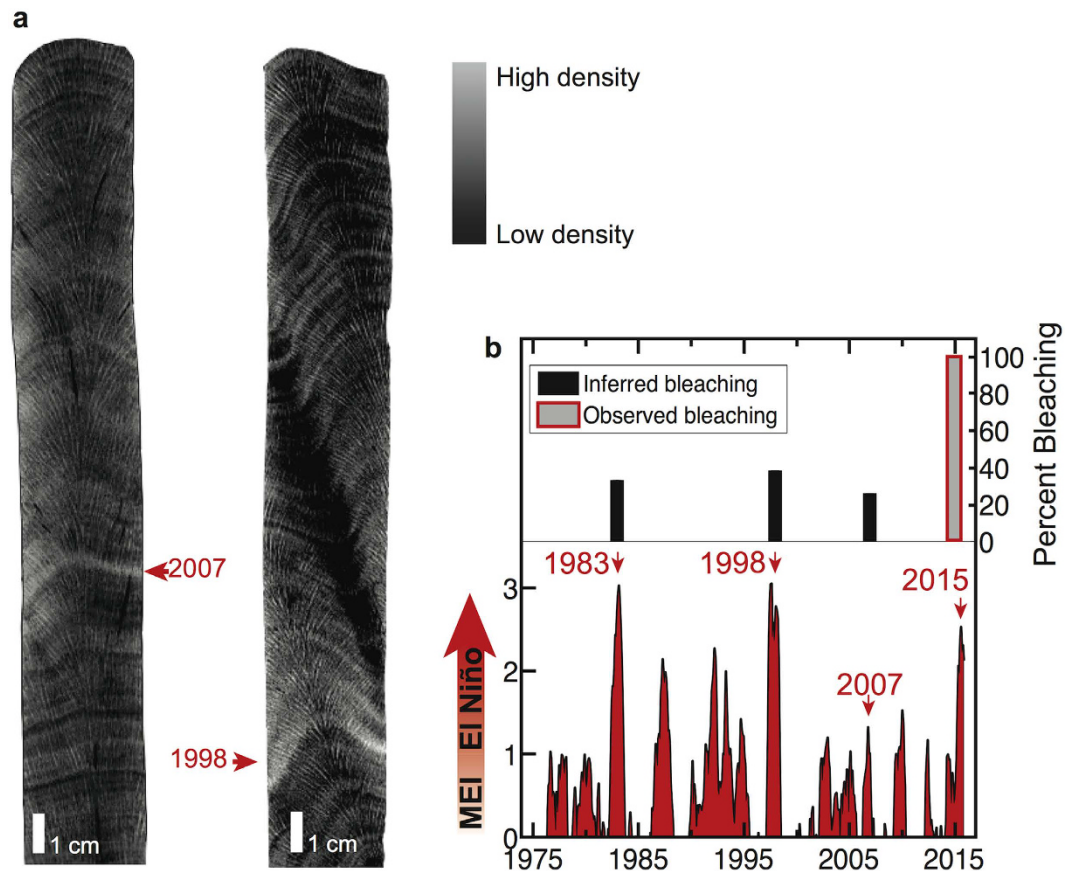 a
High density
Low density
2007
1998
1 cm
1 cm
b
Inferred bleaching
Observed bleaching
100
80
60
40
20
0
Percent Bleaching
1983
1998
2015
2007
3
2
1
0
MEI El Niño
1975
1985
1995
2005
2015